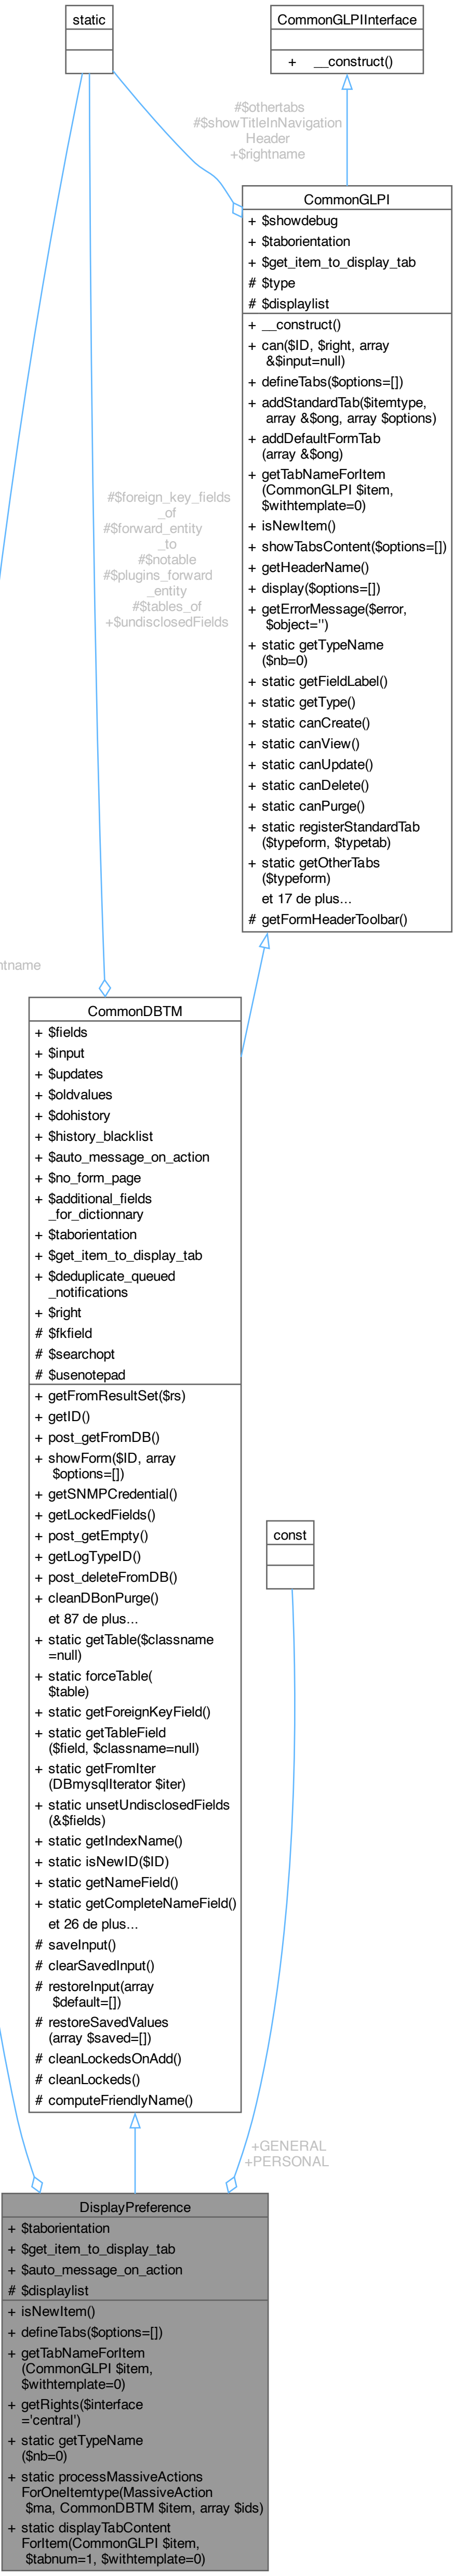 static
CommonGLPIInterface
+ __construct()
#$othertabs
#$showTitleInNavigation
Header
+$rightname
CommonGLPI
+ $showdebug
+ $taborientation
+ $get_item_to_display_tab
# $type
# $displaylist
+ __construct()
+ can($ID, $right, array
&$input=null)
+ defineTabs($options=[])
+ addStandardTab($itemtype,
array &$ong, array $options)
+ addDefaultFormTab
(array &$ong)
+ getTabNameForItem
(CommonGLPI $item,
$withtemplate=0)
+ isNewItem()
+ showTabsContent($options=[])
+ getHeaderName()
+ display($options=[])
+ getErrorMessage($error,
$object='')
+ static getTypeName
($nb=0)
+ static getFieldLabel()
+ static getType()
+ static canCreate()
+ static canView()
+ static canUpdate()
+ static canDelete()
+ static canPurge()
+ static registerStandardTab
($typeform, $typetab)
+ static getOtherTabs
($typeform)
et 17 de plus...
# getFormHeaderToolbar()
#$foreign_key_fields
_of
#$forward_entity
_to
#$notable
#$plugins_forward
_entity
#$tables_of
+$undisclosedFields
ntname
CommonDBTM
+ $fields
+ $input
+ $updates
+ $oldvalues
+ $dohistory
+ $history_blacklist
+ $auto_message_on_action
+ $no_form_page
+ $additional_fields
_for_dictionnary
+ $taborientation
+ $get_item_to_display_tab
+ $deduplicate_queued
_notifications
+ $right
# $fkfield
# $searchopt
# $usenotepad
+ getFromResultSet($rs)
+ getID()
+ post_getFromDB()
+ showForm($ID, array
$options=[])
+ getSNMPCredential()
+ getLockedFields()
+ post_getEmpty()
+ getLogTypeID()
+ post_deleteFromDB()
+ cleanDBonPurge()
et 87 de plus...
+ static getTable($classname
=null)
+ static forceTable(
$table)
+ static getForeignKeyField()
+ static getTableField
($field, $classname=null)
+ static getFromIter
(DBmysqlIterator $iter)
+ static unsetUndisclosedFields
(&$fields)
+ static getIndexName()
+ static isNewID($ID)
+ static getNameField()
+ static getCompleteNameField()
et 26 de plus...
# saveInput()
# clearSavedInput()
# restoreInput(array
$default=[])
# restoreSavedValues
(array $saved=[])
# cleanLockedsOnAdd()
# cleanLockeds()
# computeFriendlyName()
const
+GENERAL
+PERSONAL
DisplayPreference
+ $taborientation
+ $get_item_to_display_tab
+ $auto_message_on_action
# $displaylist
+ isNewItem()
+ defineTabs($options=[])
+ getTabNameForItem
(CommonGLPI $item,
$withtemplate=0)
+ getRights($interface
='central')
+ static getTypeName
($nb=0)
+ static processMassiveActions
ForOneItemtype(MassiveAction
$ma, CommonDBTM $item, array $ids)
+ static displayTabContent
ForItem(CommonGLPI $item,
$tabnum=1, $withtemplate=0)